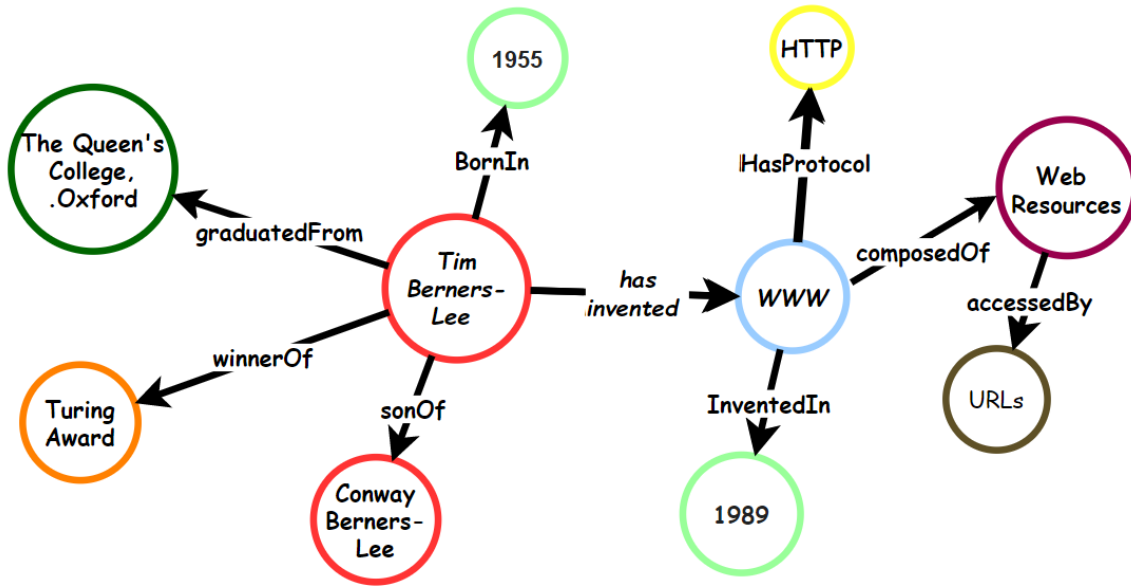 1955
HTTP
The Queen's
College,
.Oxford
BornIn
HasProtocol
Web
Resources
graduatedFrom
composedOf
Tim
Berners-
Lee
has
invented
WWW
accessedBy
winnerOf
sonOf
InventedIn
URLs
Turing
Award
Conway
Berners-
Lee
1989